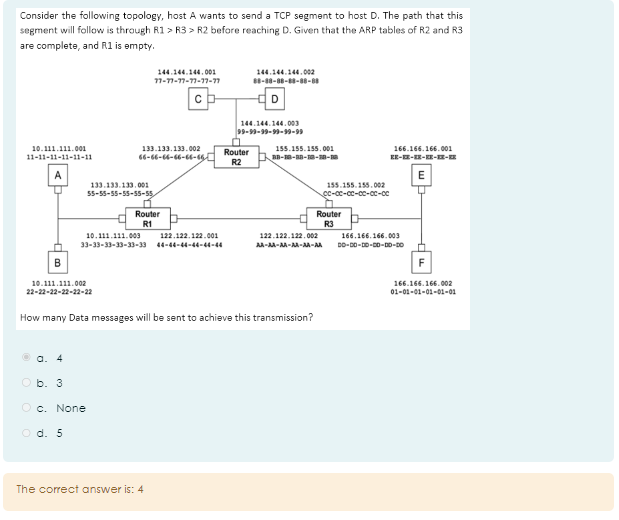 Consider the following topology, host A wants to send a TCP segment to host D. The path that this
segment will follow is through R1 > R3 > R2 before reaching D. Given that the ARP tables of R2 and R3
are complete, and R1 is empty.
144.144.144.001
77-77-77-77-77-77
144.144.144.002
88-88-88-88-88-88
C
D
144.144.144.003
99-99-99-99-99-99
10.111.111.001
11-11-11-11-11-11
133.133.133.002
66-66-66-66-66-66
Router
R2
155.155.155.001
BB-BB-BB-BB-BB-BB
166.166.166.001
EE-EE-EE-EE-EE-EE
A
E
133.133.133.001
55-55-55-55-55-55
155.155.155.002
CC-CC-CC-CC-CC-CC
Router
R1
Router
R3
10.111.111.003
33-33-33-33-33-33
122.122.122.001
44-44-44-44-44-44
122.122.122.002
AA-AA-AA-AA-AA-AA
166.166.166.003
DD-DD-DD-DD-DD-DD
B
F
10.111.111.002
22-22-22-22-22-22
166.166.166.002
01-01-01-01-01-01
How many Data messages will be sent to achieve this transmission?
a. 4
b. 3
c. None
d. 5
The correct answer is: 4